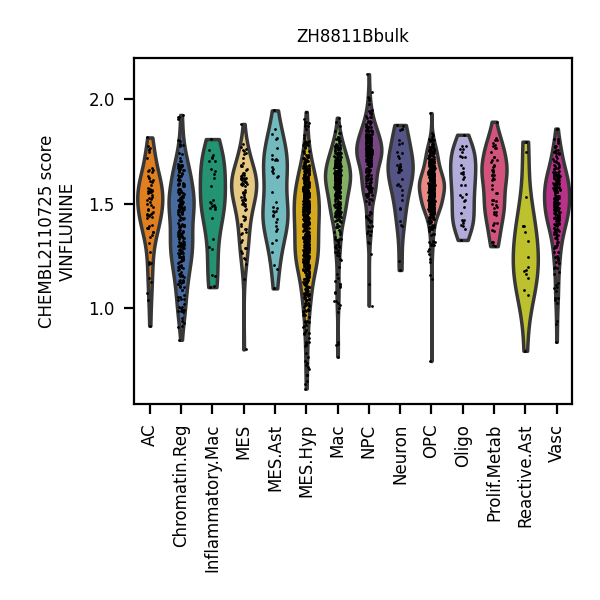 ZH8811Bbulk
CHEMBL2110725 score
VINFLUNINE
2.0
1.5
1.0
AC
Chromatin.Reg
Inflammatory.Mac
MES
MES.Ast
MES.Hyp
Mac
NPC
Neuron
OPC
Oligo
Prolif.Metab
Reactive.Ast
Vasc